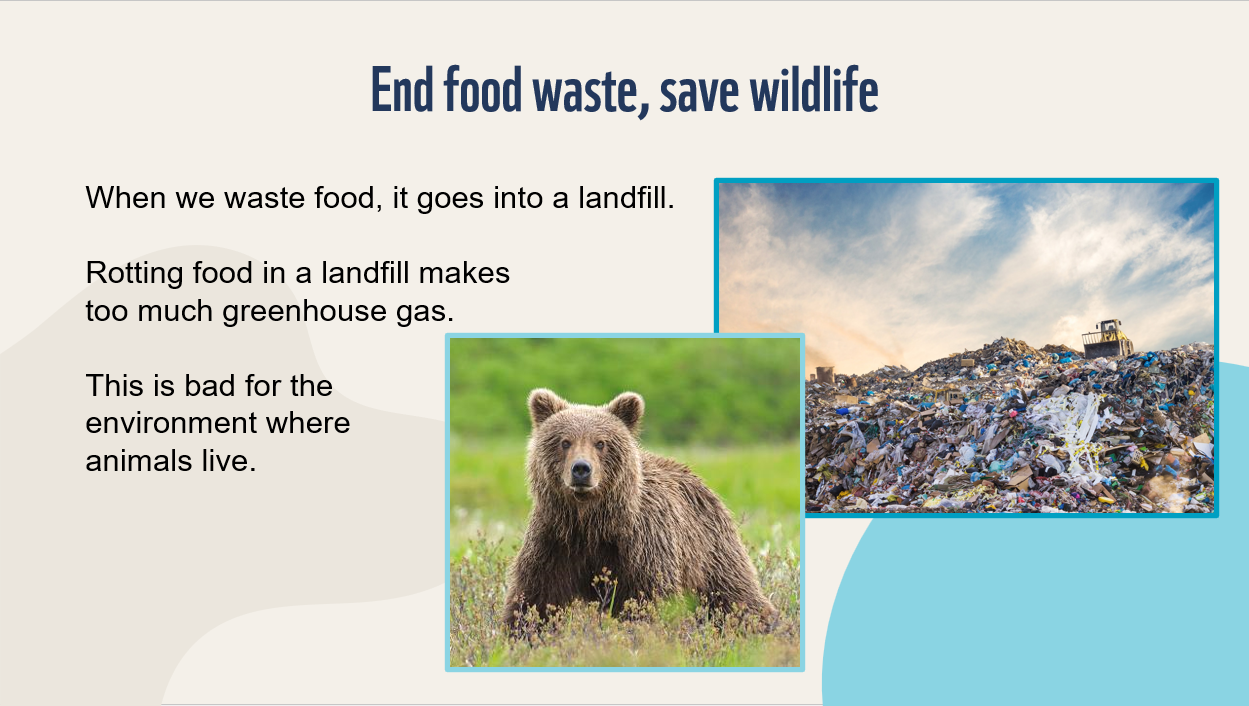 End food waste, save wildlife
When we waste food, it goes into a landfill.
Rotting food in a landfill makes
too much greenhouse gas.
This is bad for the
environment where
animals live.